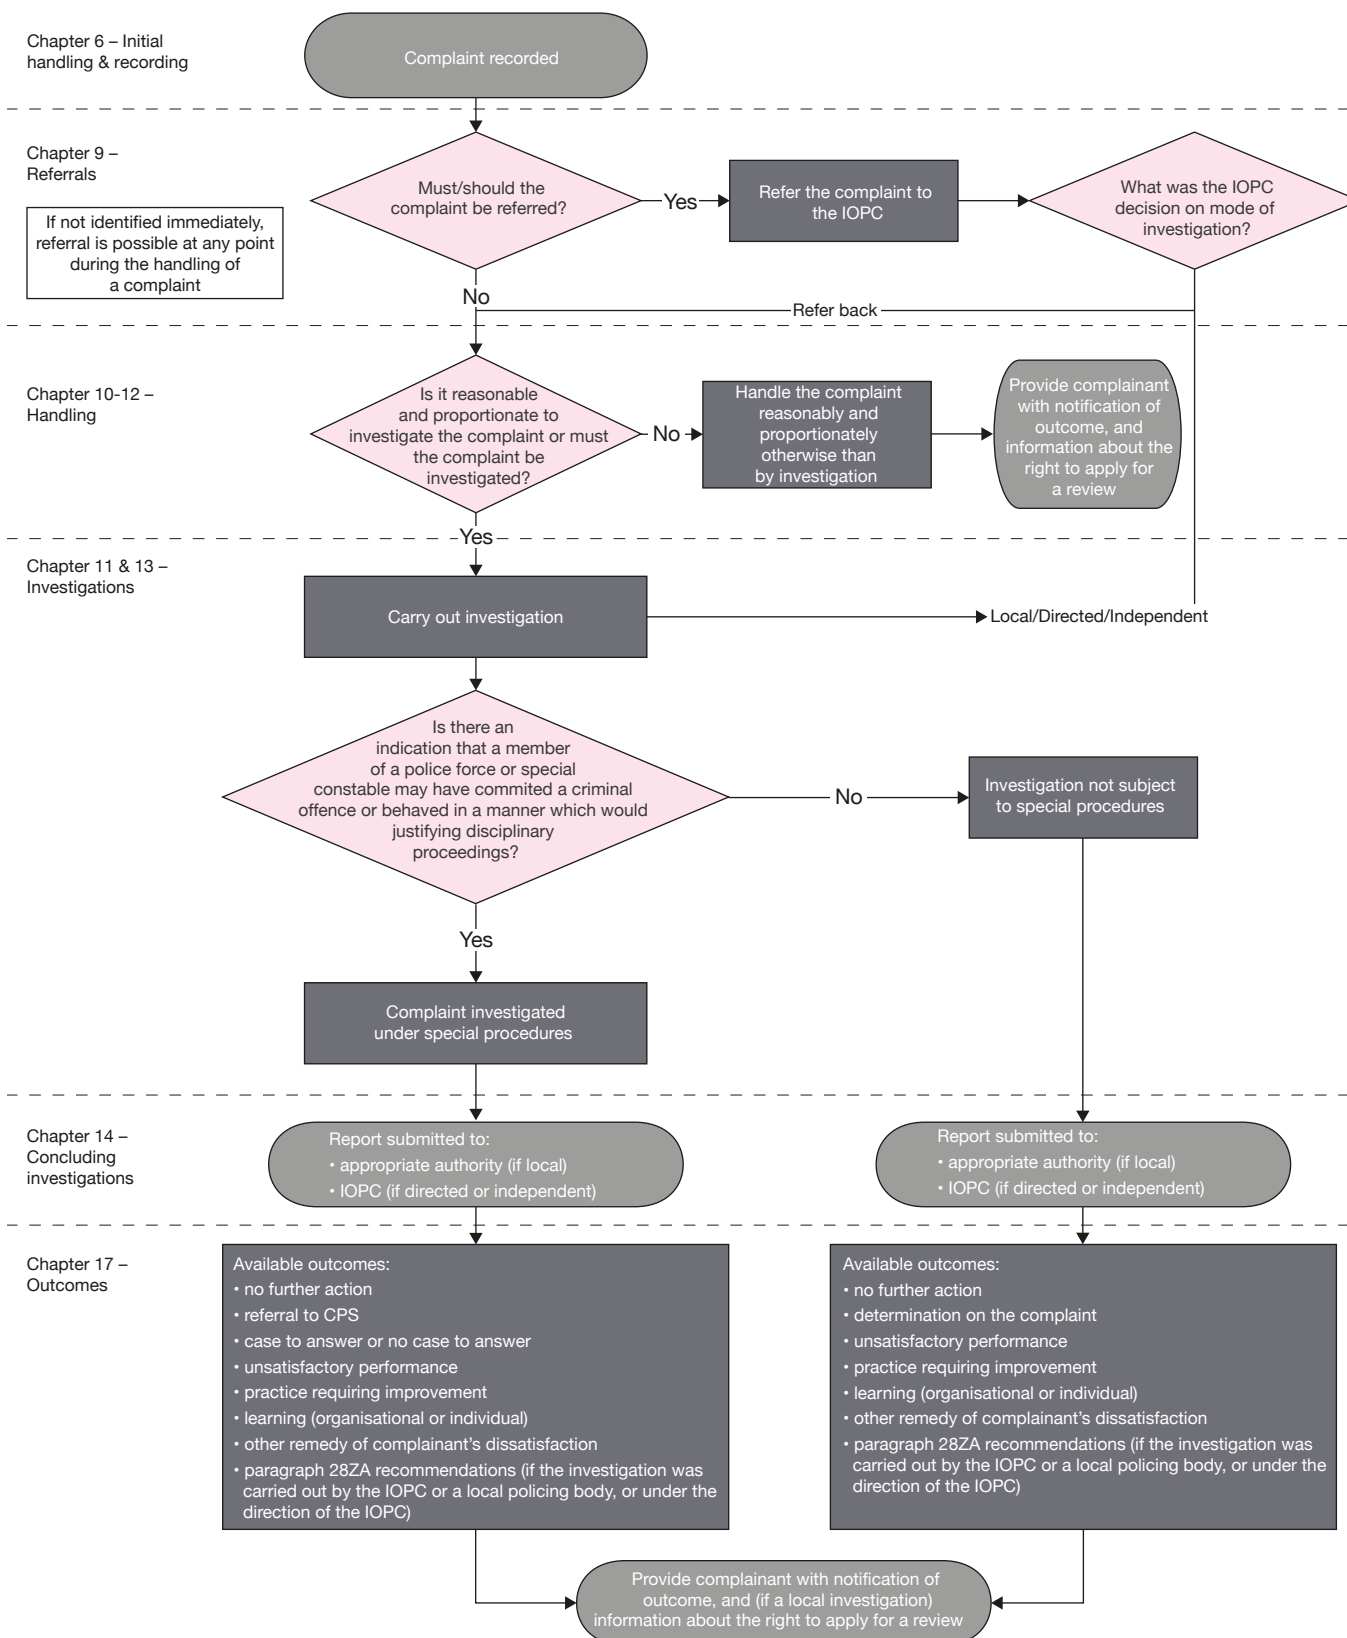 Chapter 6 – Initial
handling & recording
Complaint recorded
Chapter 9 –
Referrals
If not identified immediately,
referral is possible at any point
during the handling of
a complaint
Must/should the
complaint be referred?
Yes
Refer the complaint to
the IOPC
What was the IOPC
decision on mode of
investigation?
No
Refer back
Chapter 10-12 –
Handling
Is it reasonable
and proportionate to
investigate the complaint or must
the complaint be
investigated?
No
Handle the complaint
reasonably and
proportionately
otherwise than
by investigation
Provide complainant
with notification of
outcome, and
information about the
right to apply for
a review
Yes
Chapter 11 & 13 –
Investigations
Carry out investigation
Local/Directed/Independent
Is there an
indication that a member
of a police force or special
constable may have commited a criminal
offence or behaved in a manner which would
justifying disciplinary
proceedings?
No
Investigation not subject
to special procedures
Yes
Complaint investigated
under special procedures
Chapter 14 –
Concluding
investigations
Report submitted to:
• appropriate authority (if local)
• IOPC (if directed or independent)
Report submitted to:
• appropriate authority (if local)
• IOPC (if directed or independent)
Chapter 17 –
Outcomes
Available outcomes:
• no further action
• referral to CPS
• case to answer or no case to answer
• unsatisfactory performance
• practice requiring improvement
• learning (organisational or individual)
• other remedy of complainant's dissatisfaction
• paragraph 28ZA recommendations (if the investigation was
carried out by the IOPC or a local policing body, or under the
direction of the IOPC)
Available outcomes:
• no further action
• determination on the complaint
• unsatisfactory performance
• practice requiring improvement
• learning (organisational or individual)
• other remedy of complainant's dissatisfaction
• paragraph 28ZA recommendations (if the investigation was
carried out by the IOPC or a local policing body, or under the
direction of the IOPC)
Provide complainant with notification of
outcome, and (if a local investigation)
information about the right to apply for a review